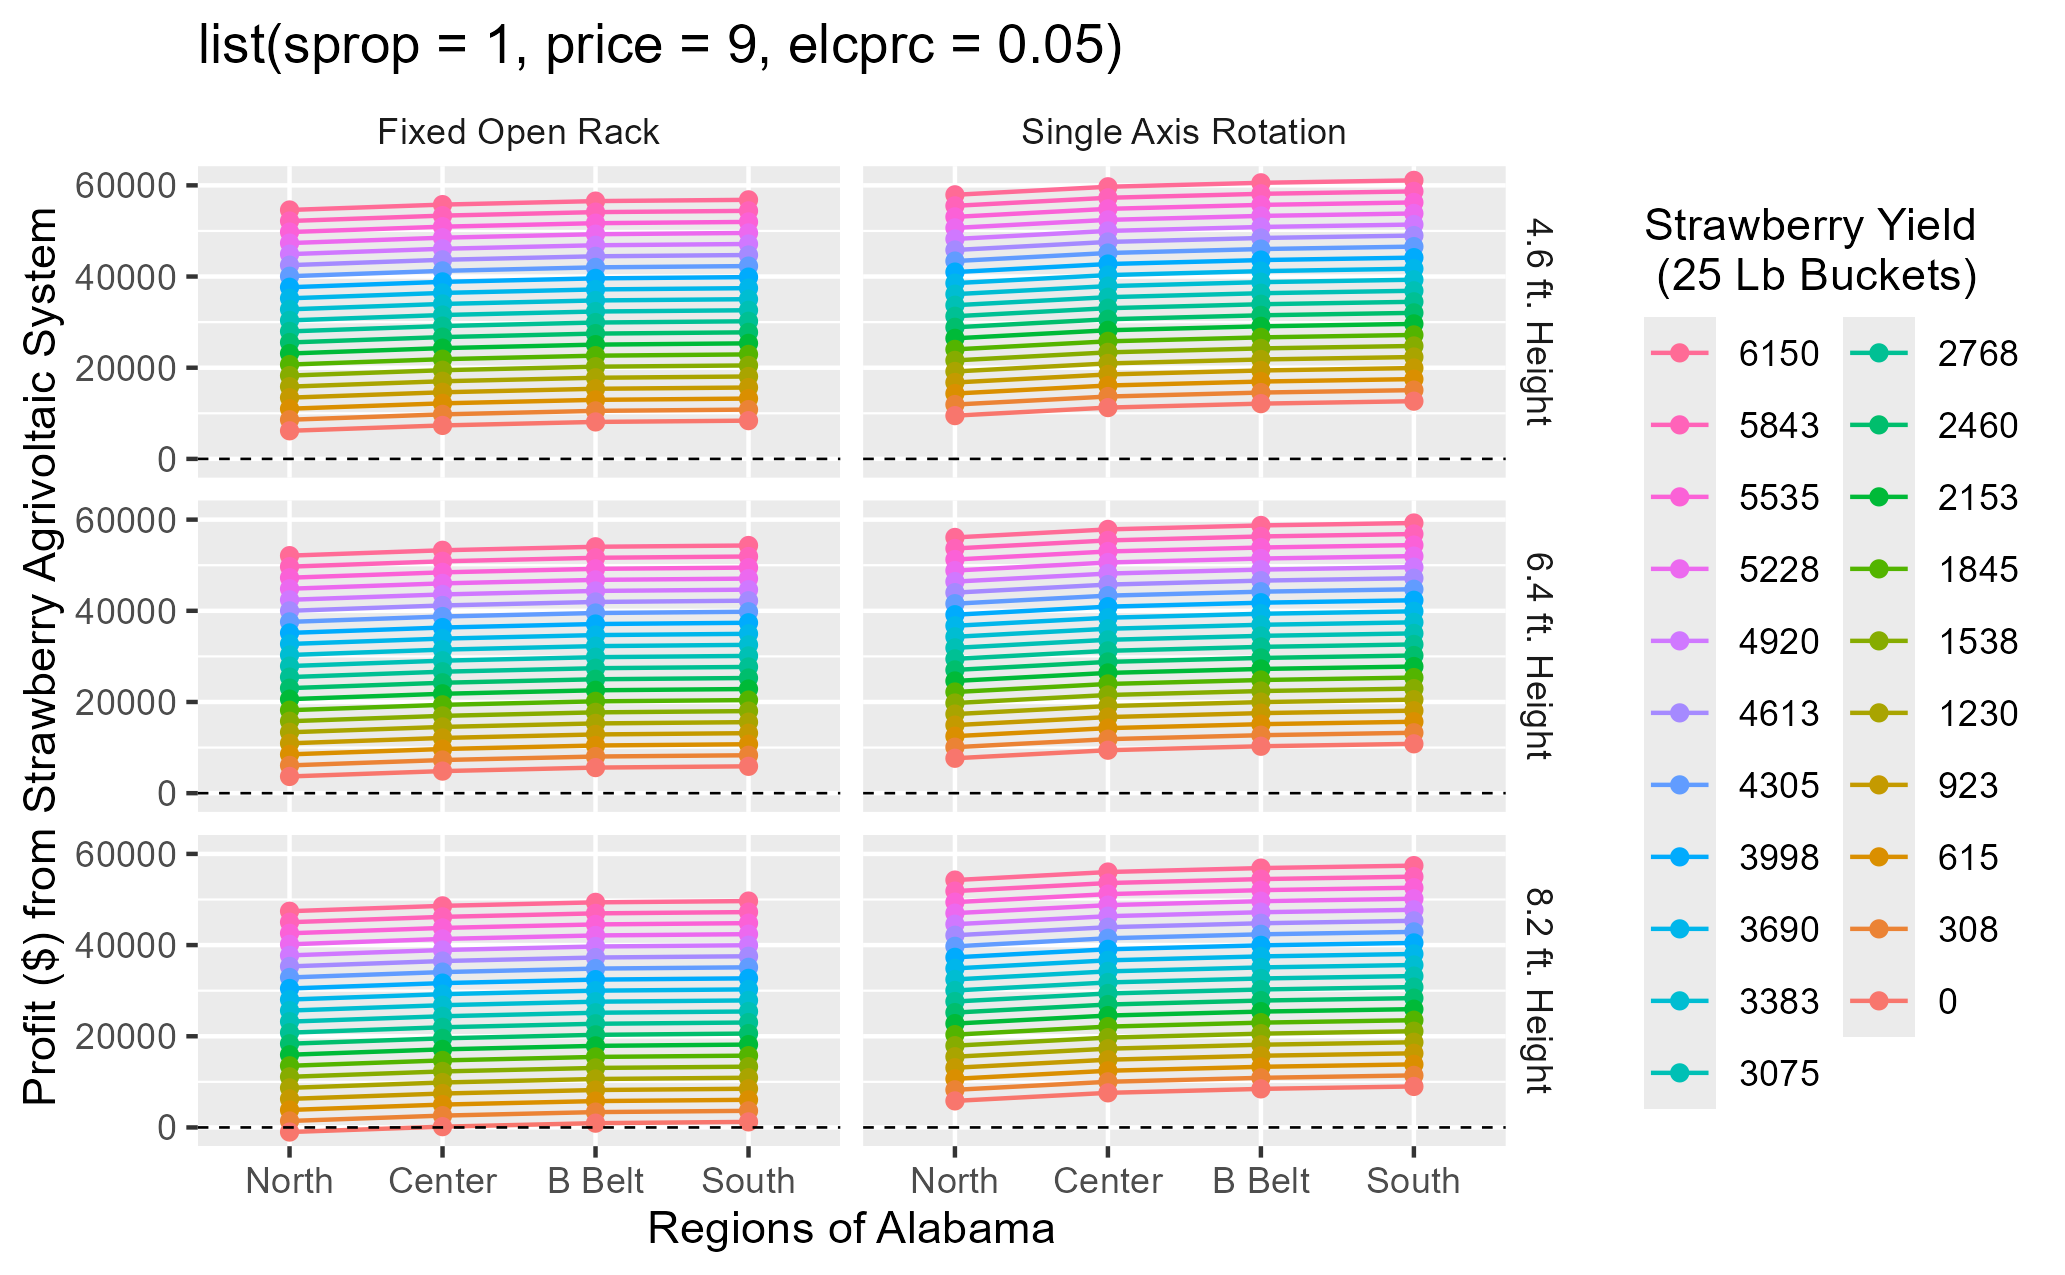 list(sprop = 1, price = 9, elcprc = 0.05)
Fixed Open Rack
Single Axis Rotation
Profit ($) from Strawberry Agrivoltaic System
60000
40000
20000
0
4.6 ft. Height
60000
40000
20000
0
6.4 ft. Height
60000
40000
20000
0
8.2 ft. Height
North Center B Belt South
North Center B Belt South
Regions of Alabama
Strawberry Yield
(25 Lb Buckets)
6150
5843
5535
5228
4920
4613
4305
3998
3690
3383
3075
2768
2460
2153
1845
1538
1230
923
615
308
0